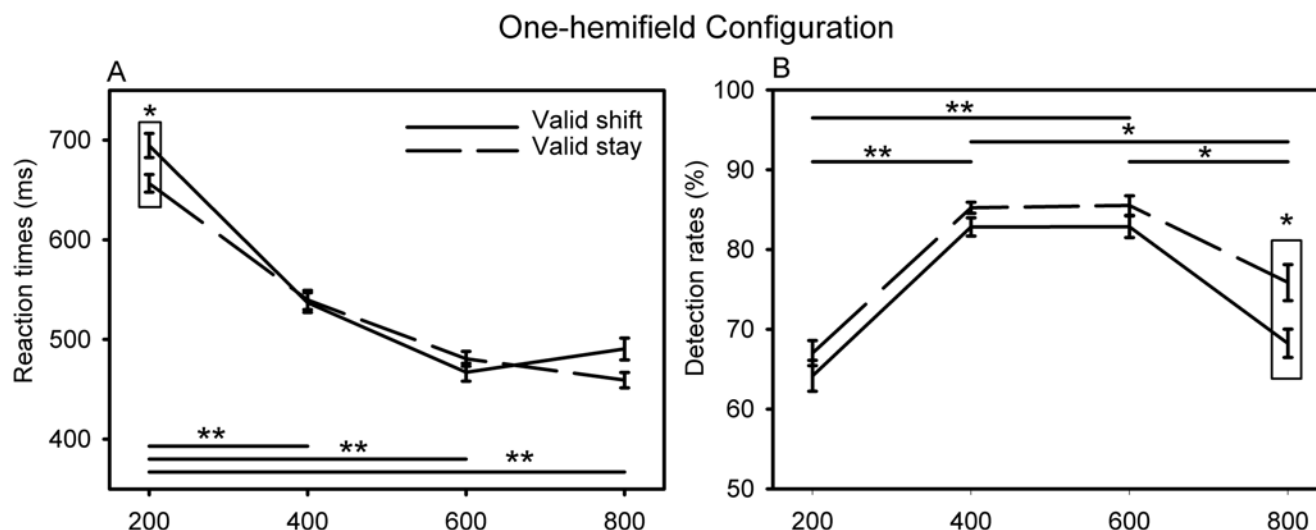 One-hemifield Configuration
A
B
Reaction times (ms)
700
600
500
400
*
Valid shift
Valid stay
**
**
**
200 400 600 800
Detection rates (%)
100
90
80
70
60
50
**
*
**
*
*
200 400 600 800